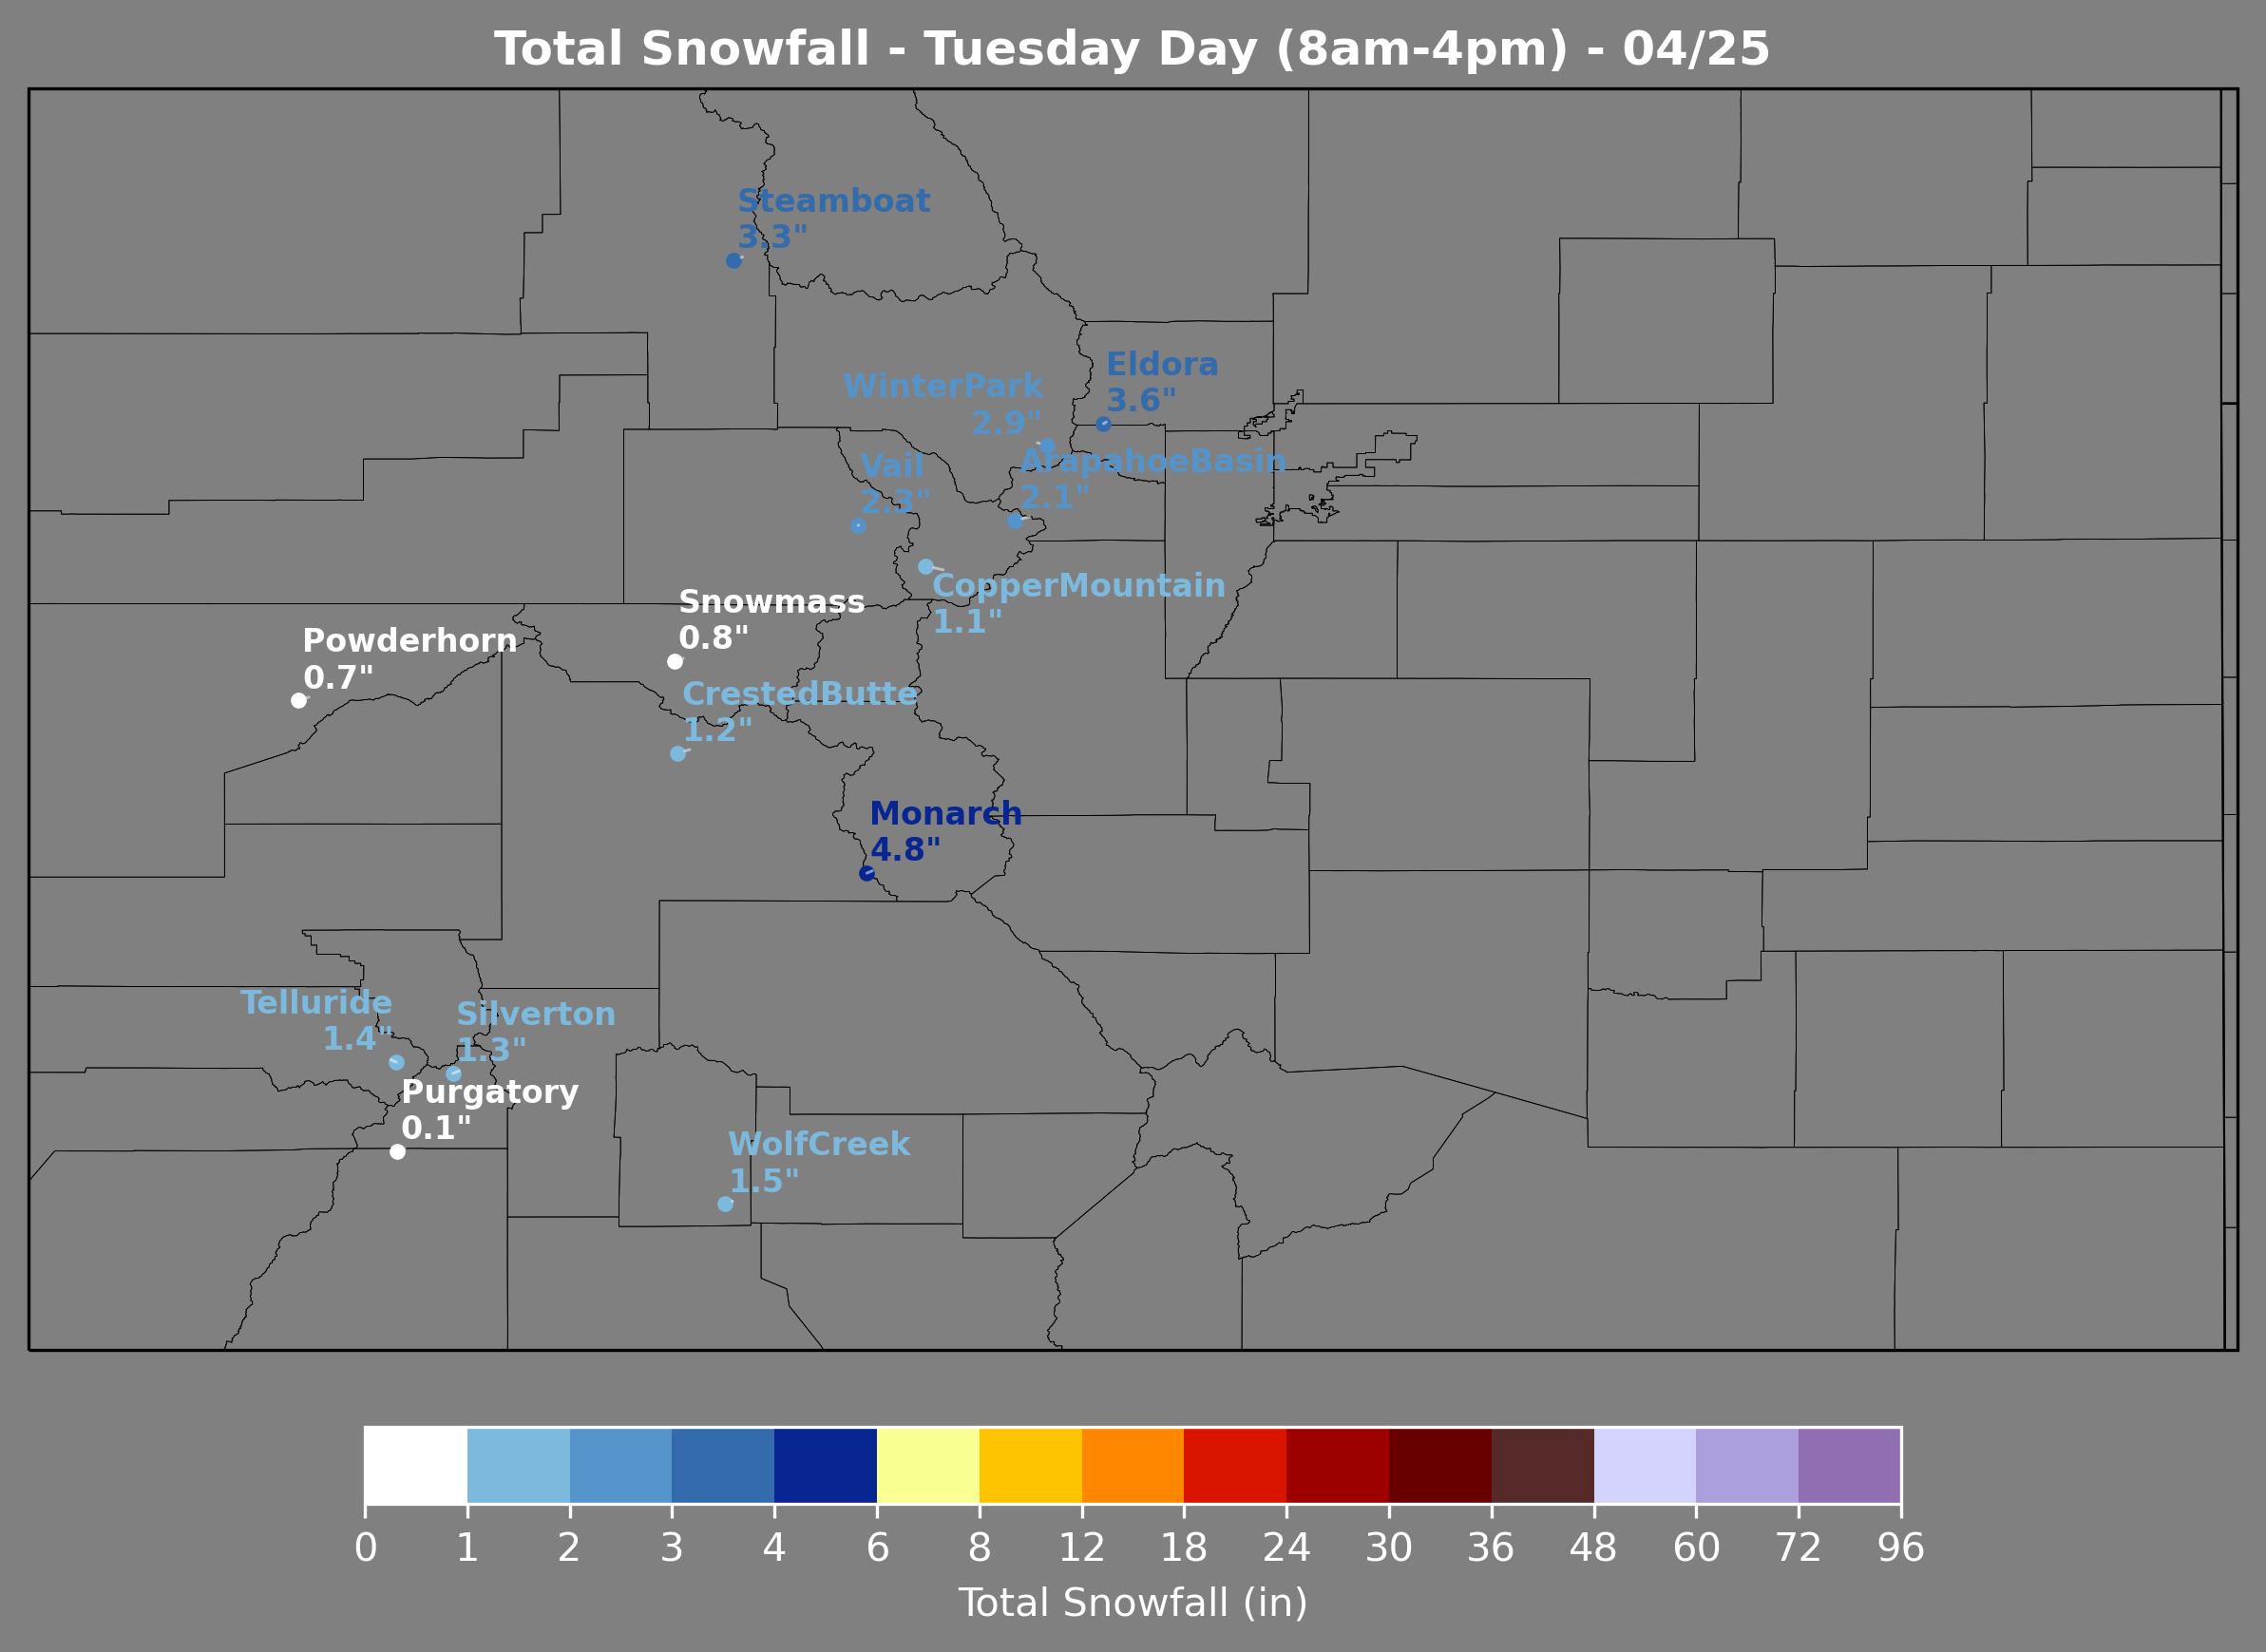 Total Snowfall - Tuesday Day (8am-4pm) - 04/25
Steamboat
3.3"
Eldora
3.6"
WinterPark
2.9"
Vail
2.3"
ArapahoeBasin
2.1"
CopperMountain
1.1"
Snowmass
0.8"
Powderhorn
0.7"
CrestedButte
1.2"
Monarch
4.8"
Telluride
1.4"
Silverton
1.3"
Purgatory
0.1"
WolfCreek
1.5"
0 1 2 3 4 6 8 12 18 24 30 36 48 60 72 96
Total Snowfall (in)